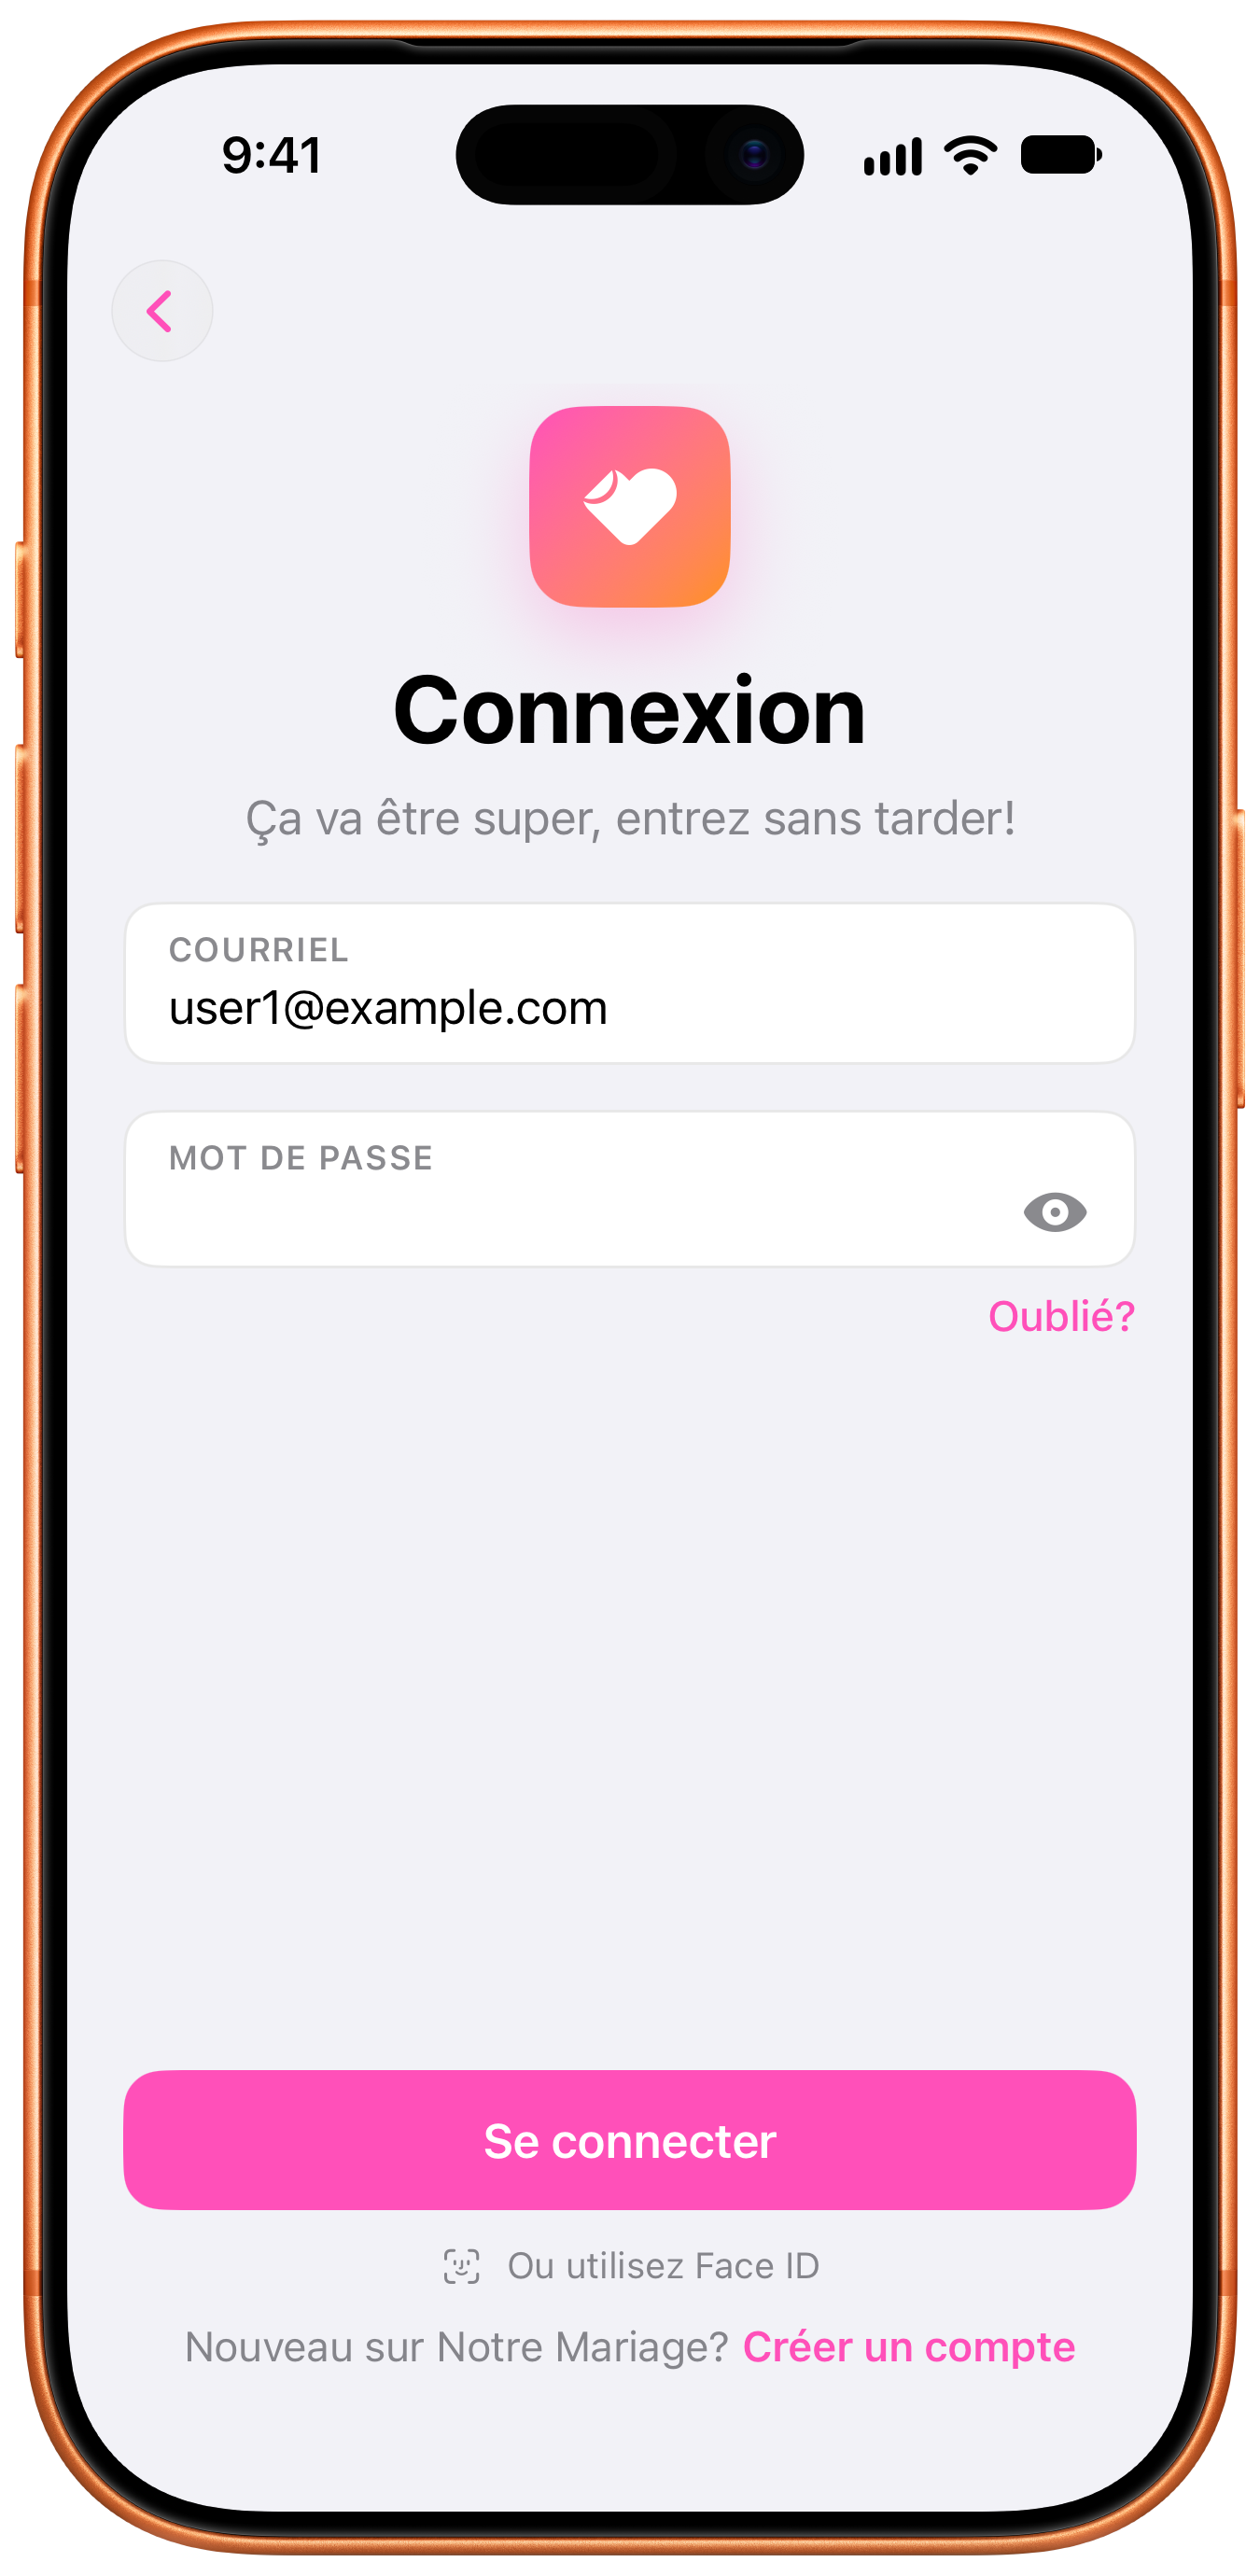 9:41
Connexion
Ça va être super, entrez sans tarder!
COURRIEL
user1@example.com
MOT DE PASSE
Oublié?
Se connecter
Ou utilisez Face ID
Nouveau sur Notre Mariage? Créer un compte